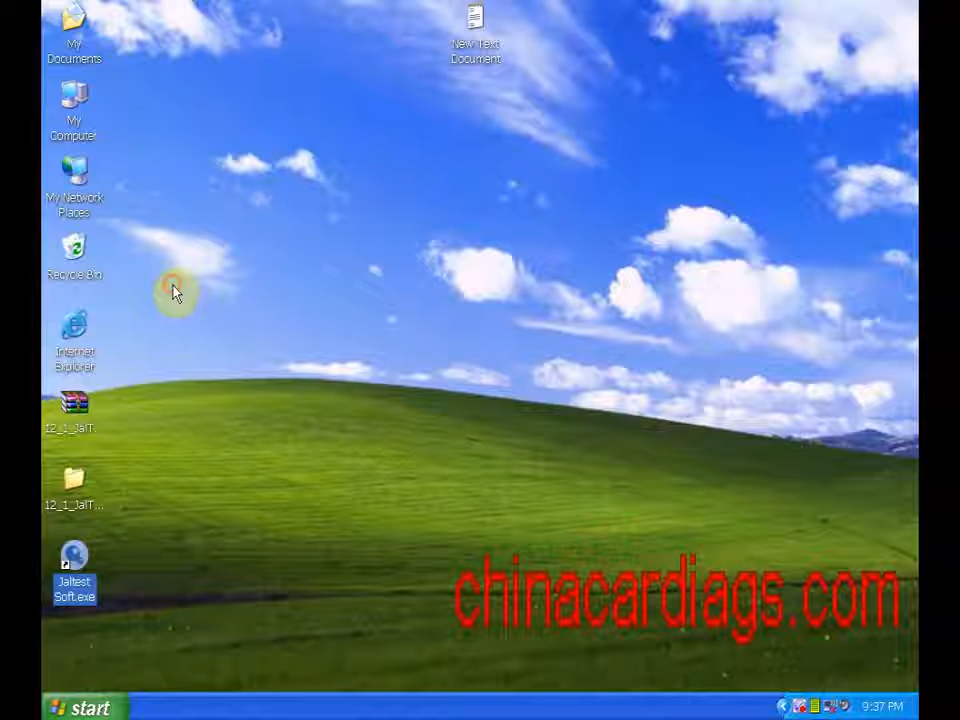 My
Documents
New Text
Document
My
Computer
My Network
Places
Recycle Bin
Internet
Explorer
12_1_JalT...
12_1_JalT...
Jaltest
Soft.exe
chinacardiags.com
start
9:37 PM